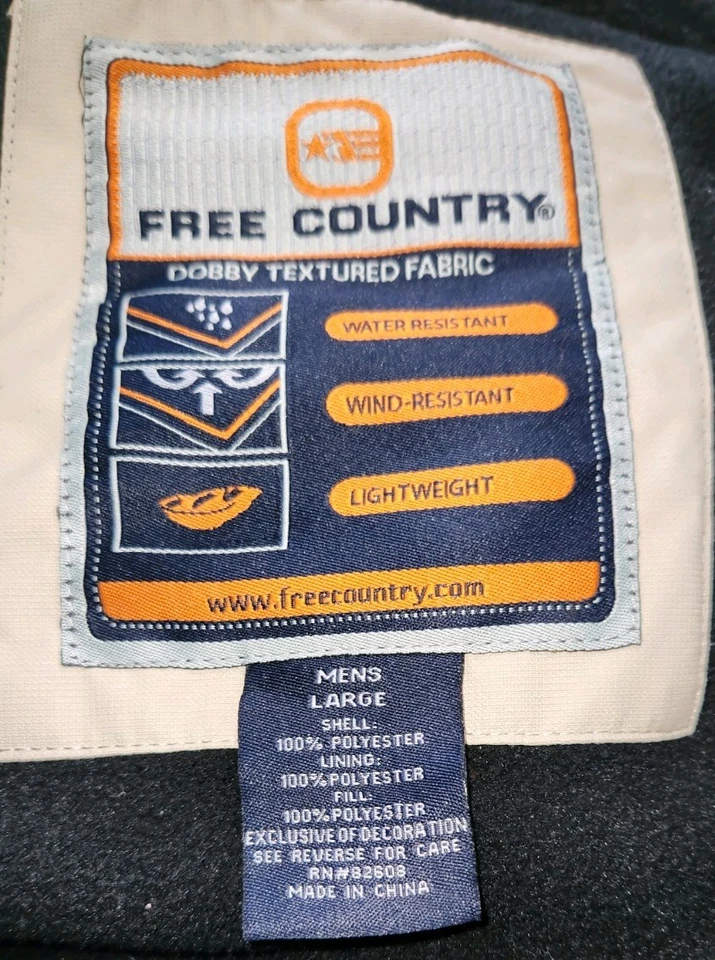 FREE COUNTRY®
DOBBY TEXTURED FABRIC
WATER RESISTANT
WIND-RESISTANT
LIGHTWEIGHT
www.freecountry.com
MENS
LARGE
SHELL:
100% POLYESTER
LINING:
100% POLYESTER
FILL:
100% POLYESTER
EXCLUSIVE OF DECORATION
SEE REVERSE FOR CARE
RN#82608
MADE IN CHINA